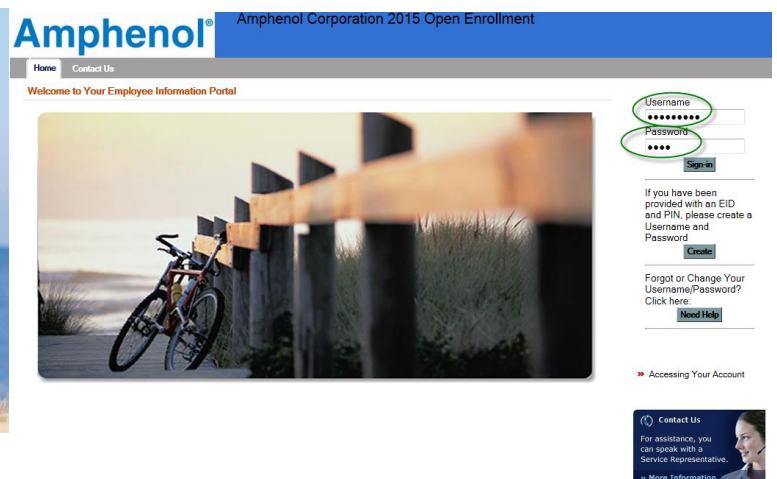 Amphenol®
Amphenol Corporation 2015 Open Enrollment
Home Contact Us
Welcome to Your Employee Information Portal
Username
•••••••••
Password
••••
Sign-in
If you have been
provided with an EID
and PIN, please create a
Username and
Password
Create
Forgot or Change Your
Username/Password?
Click here:
Need Help
» Accessing Your Account
Contact Us
For assistance, you
can speak with a
Service Representative.
» More Information